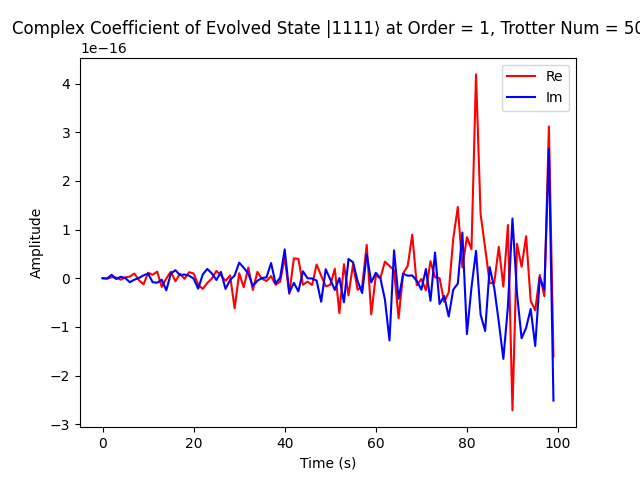 Complex Coefficient of Evolved State |1111⟩ at Order = 1, Trotter Num = 50
1e−16
Re
Im
4
3
2
1
0
−1
−2
−3
Amplitude
0 20 40 60 80 100
Time (s)